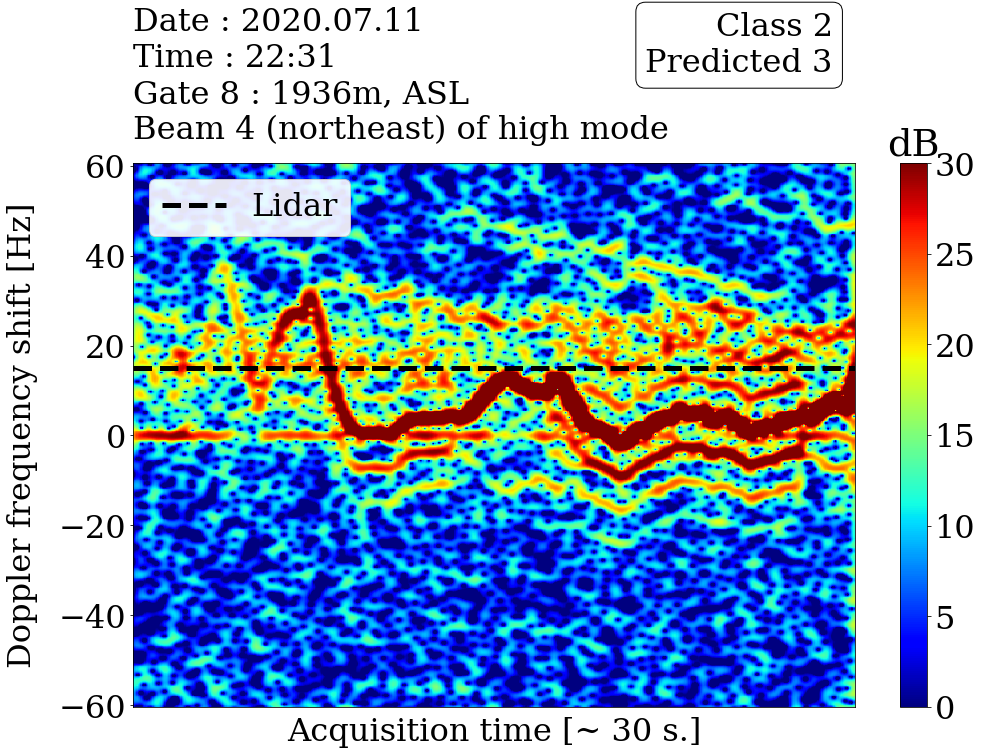 Date : 2020.07.11
Time : 22:31
Gate 8 : 1936m, ASL
Beam 4 (northeast) of high mode
Class 2
Predicted 3
dB
Lidar
Doppler frequency shift [Hz]
60
40
20
0
−20
−40
−60
30
25
20
15
10
5
0
Acquisition time [~ 30 s.]